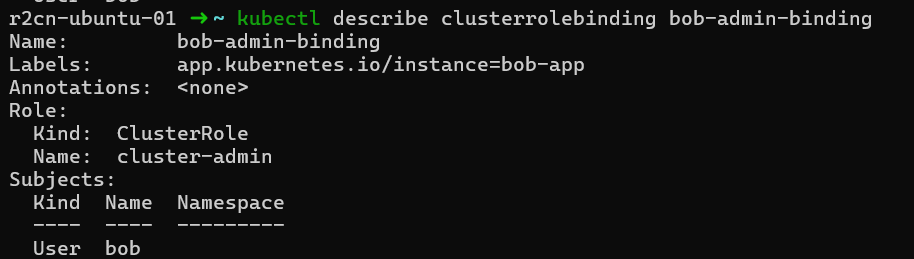 r2cn-ubuntu-01 ➜ ~ kubectl describe clusterrolebinding bob-admin-binding
Name:         bob-admin-binding
Labels:       app.kubernetes.io/instance=bob-app
Annotations:  <none>
Role:
  Kind:  ClusterRole
  Name:  cluster-admin
Subjects:
  Kind  Name  Namespace
  ----  ----  ---------
  User  bob